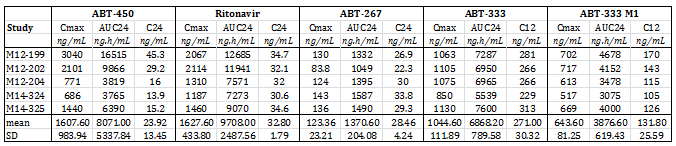 ABT-450 Ritonavir ABT-267 ABT-333 ABT-333 M1
Study Cmax AUC24 C24 Cmax AUC24 C24 Cmax AUC24 C24 Cmax AUC24 C12 Cmax AUC24 C12
ng/mL ng.h/mL ng/mL ng/mL ng.h/mL ng/mL ng/mL ng.h/mL ng/mL ng/mL ng.h/mL ng/mL ng/mL ng.h/mL ng/mL
M12-199 3040 16515 45.3 2067 12685 34.7 130 1332 26.9 1063 7287 281 702 4678 170
M12-202 2101 9866 29.2 2114 11941 32.1 83.8 1049 22.3 1105 6950 266 717 4152 143
M12-204 771 3819 16 1310 7571 32 124 1395 30 1075 6965 266 613 3478 115
M14-324 686 3765 13.9 1187 7273 30.6 143 1587 33.8 850 5539 229 517 3075 105
M14-325 1440 6390 15.2 1460 9070 34.6 136 1490 29.3 1130 7600 313 669 4000 126
mean 1607.60 8071.00 23.92 1627.60 9708.00 32.80 123.36 1370.60 28.46 1044.60 6868.20 271.00 643.60 3876.60 131.80
SD 983.94 5337.84 13.45 433.80 2487.56 1.79 23.21 204.08 4.24 111.89 789.58 30.32 81.25 619.43 25.59